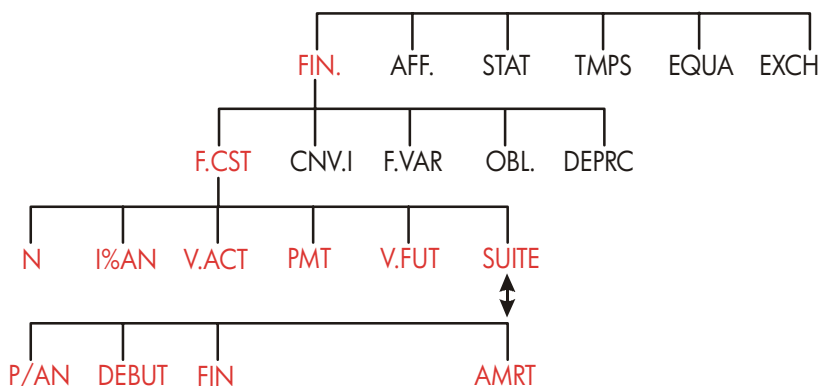 FIN. AFF. STAT TMPS EQUA EXCH
F.CST CNV.I F.VAR OBL. DEPRC
N I%AN V.ACT PMT V.FUT SUITE
P/AN DEBUT FIN AMRT